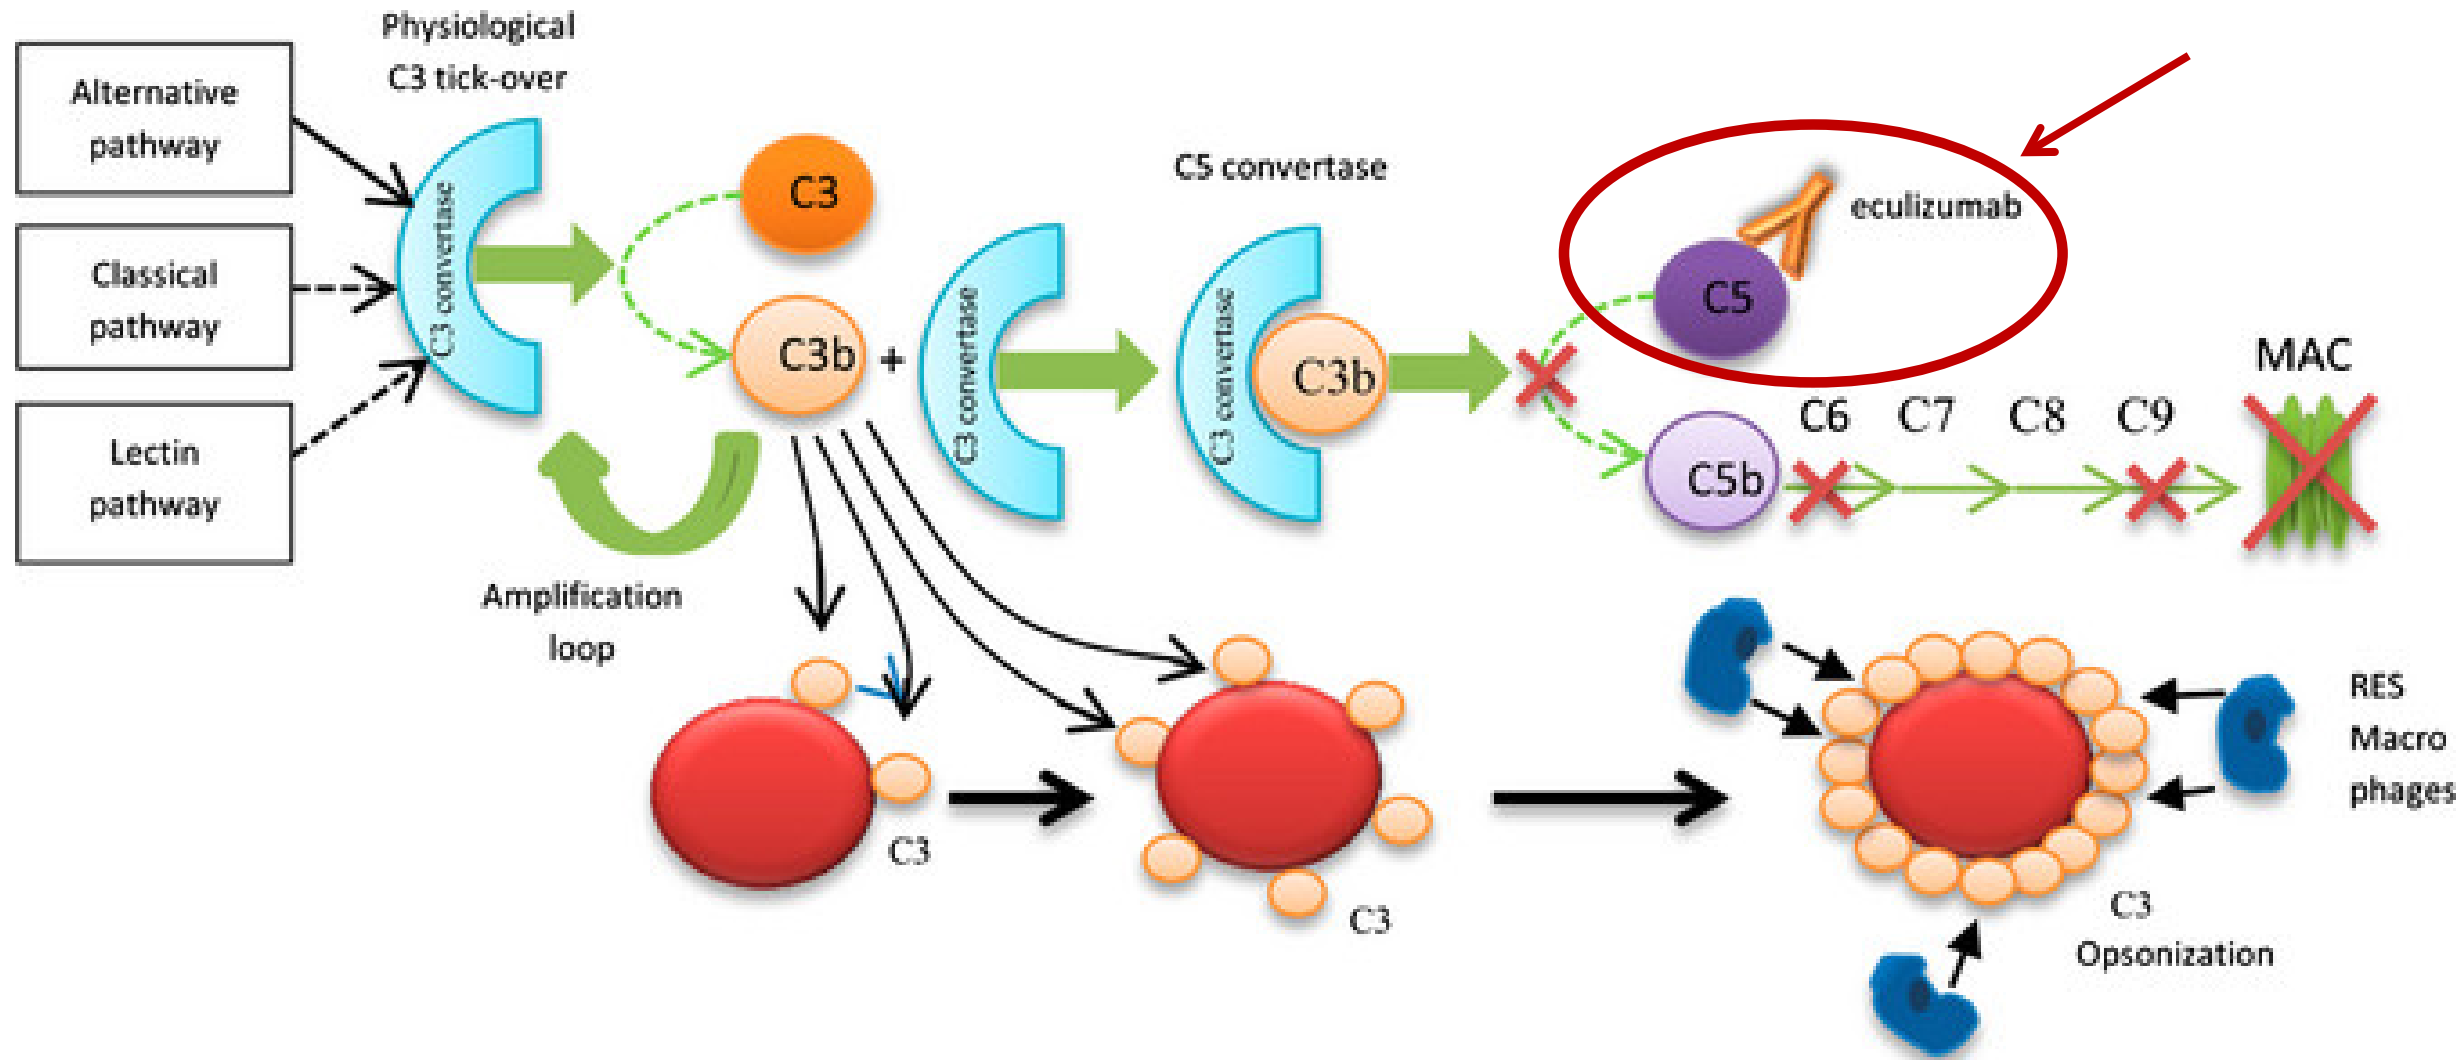 Physiological
C3 tick-over
Alternative
pathway
Classical
pathway
Lectin
pathway
C3 convertase
C3
C3b
+
C3 convertase
C5 convertase
C3 convertase
C3b
eculizumab
C5
C5b
C6 C7 C8 C9
MAC
Amplification
loop
C3
C3
C3
Opsonization
RES
Macro
phages